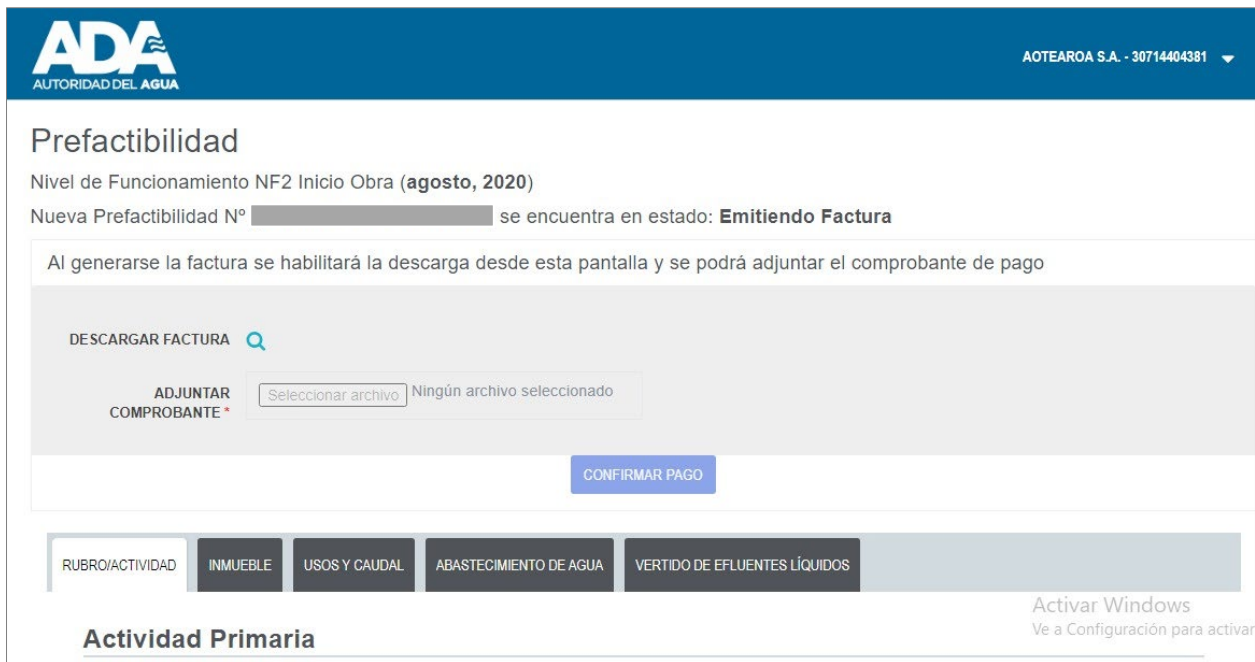 ADA
AUTORIDAD DEL AGUA
AOTEAROA S.A. - 30714404381
Prefactibilidad
Nivel de Funcionamiento NF2 Inicio Obra (agosto, 2020)
Nueva Prefactibilidad Nº se encuentra en estado: Emitiendo Factura
Al generarse la factura se habilitará la descarga desde esta pantalla y se podrá adjuntar el comprobante de pago
DESCARGAR FACTURA
ADJUNTAR
COMPROBANTE *
Seleccionar archivo Ningún archivo seleccionado
CONFIRMAR PAGO
RUBRO/ACTIVIDAD INMUEBLE USOS Y CAUDAL ABASTECIMIENTO DE AGUA VERTIDO DE EFLUENTES LÍQUIDOS
Activar Windows
Ve a Configuración para activar
Actividad Primaria